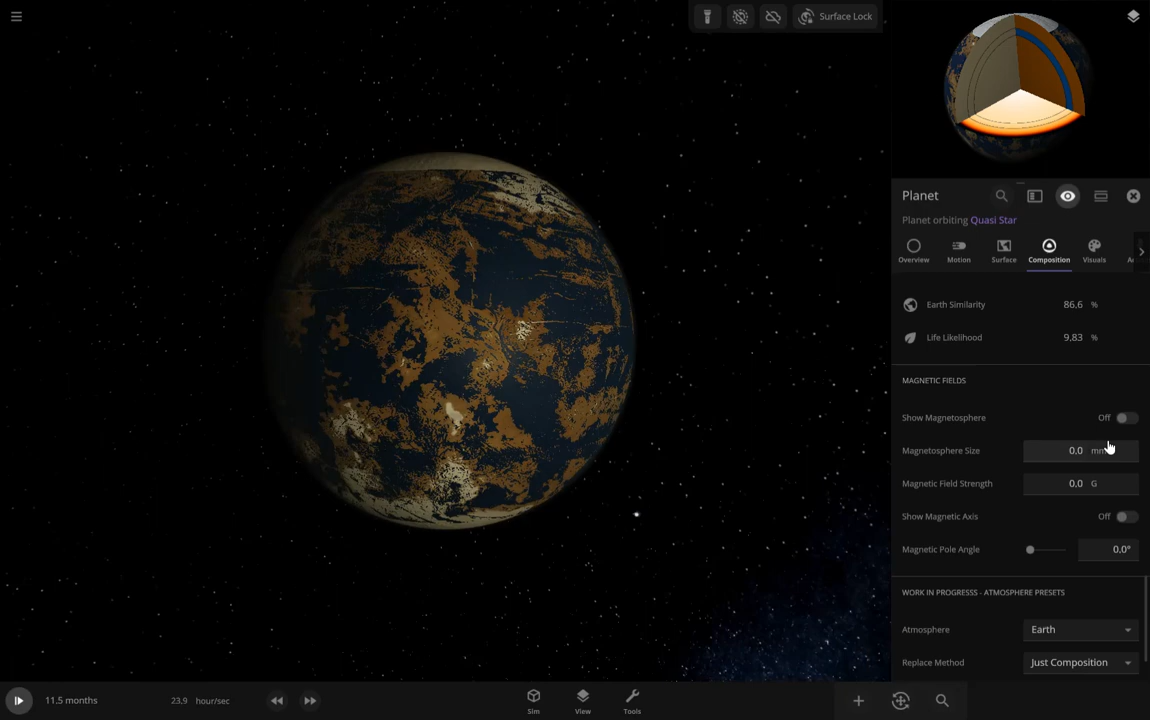 Surface Lock
Planet
Planet orbiting Quasi Star
Overview
Motion
Surface
Composition
Visuals
Earth Similarity
86,6 %
Life Likelihood
9,83 %
MAGNETIC FIELDS
Show Magnetosphere
Off
Magnetosphere Size
0,0
Magnetic Field Strength
0,0 G
Show Magnetic Axis
Off
Magnetic Pole Angle
0,0°
WORK IN PROGRESSS - ATMOSPHERE PRESETS
Atmosphere
Earth
Replace Method
Just Composition
11,5 months
23,9 hour/sec
Sim
View
Tools